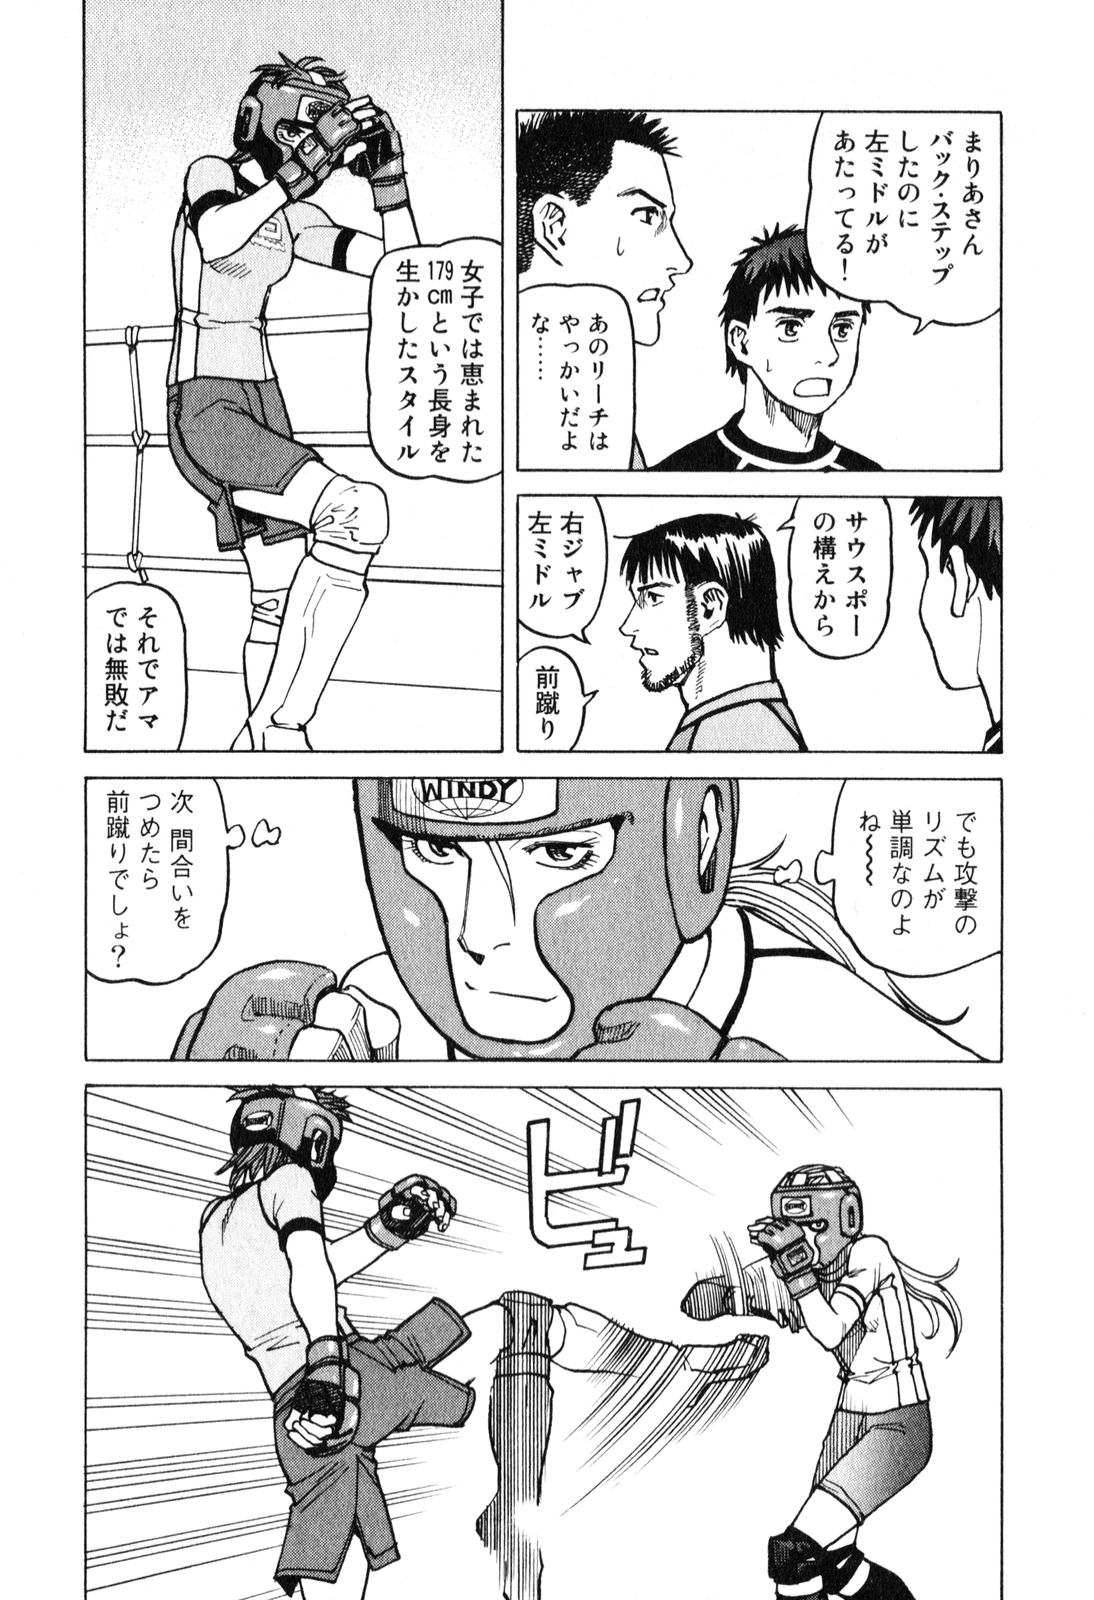 まりあさん
バック・ステップ
したのに
左ミドルが
あたってる!
あのリーチは
やっかいだよ
な……
サウスポー
の構えから
右ジャブ
左ミドル
前蹴り
女子では恵まれた
179cmという長身を
生かしたスタイル
それでアマ
では無敗だ
でも攻撃の
リズムが
単調なのよ
ね〜〜
WINDY
次 間合いを
つめたら
前蹴りでしょ?
ビュ